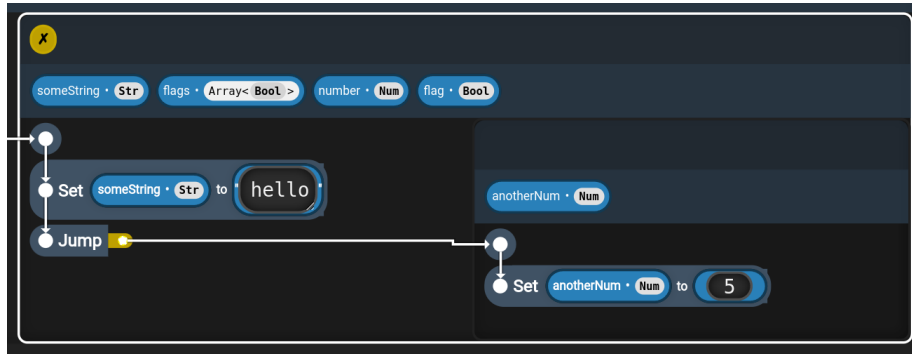 ✗
someString · Str flags · Array< Bool > number · Num flag · Bool
Set someString · Str to " hello "
anotherNum · Num
Jump
Set anotherNum · Num to 5